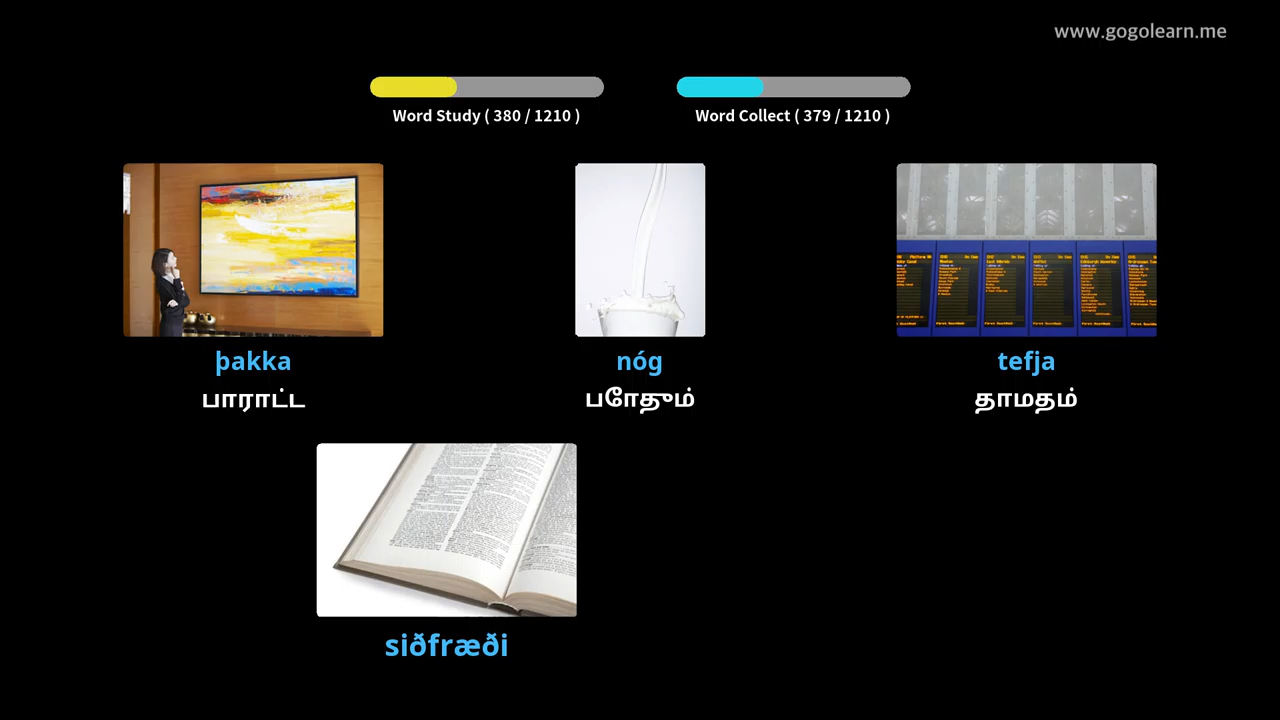 www.gogolearn.me
Word Study ( 380 / 1210 )
Word Collect ( 379 / 1210 )
þakka
nóg
tefja
பாராட்ட
போதும்
தாமதம்
siðfræði